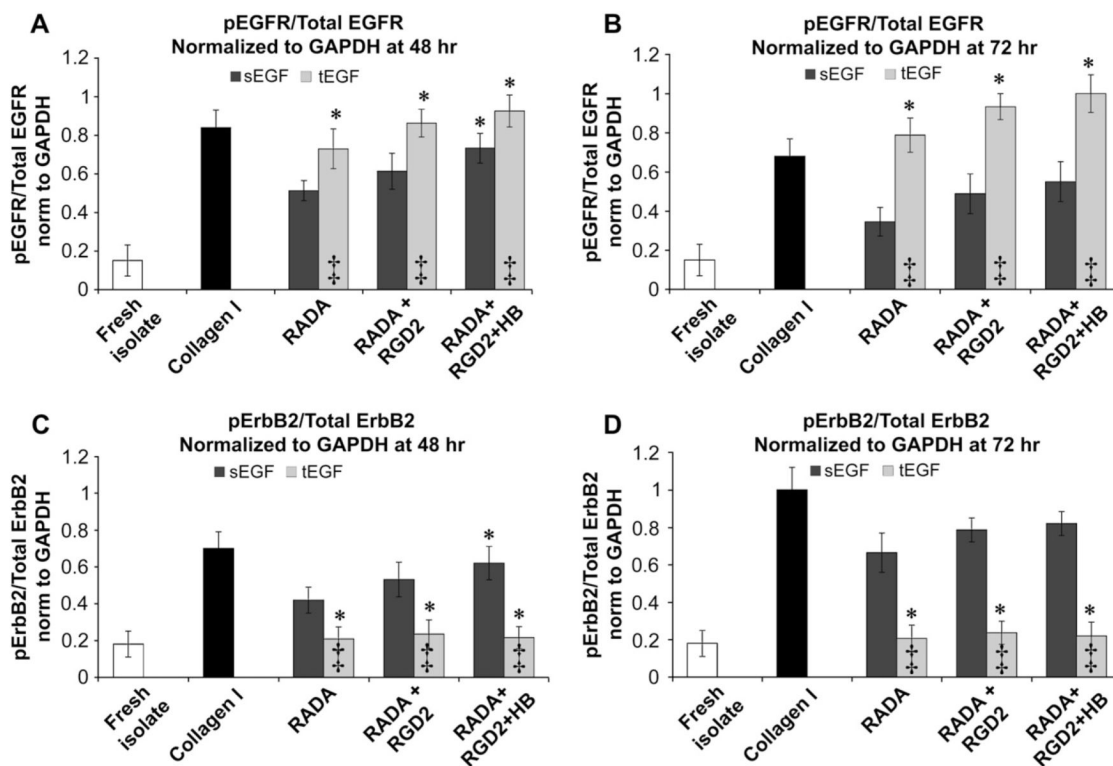 A
pEGFR/Total EGFR
Normalized to GAPDH at 48 hr
sEGF tEGF
pEGFR/Total EGFR
norm to GAPDH
1.2
1
0.8
0.6
0.4
0.2
0
* * * *
‡ ‡ ‡
Fresh
isolate
Collagen I
RADA
RADA +
RGD2
RADA+
RGD2+HB
B
pEGFR/Total EGFR
Normalized to GAPDH at 72 hr
sEGF tEGF
pEGFR/Total EGFR
norm to GAPDH
1.2
1
0.8
0.6
0.4
0.2
0
* * *
‡ ‡ ‡
Fresh
isolate
Collagen I
RADA
RADA +
RGD2
RADA+
RGD2+HB
C
pErbB2/Total ErbB2
Normalized to GAPDH at 48 hr
sEGF tEGF
pErbB2/Total ErbB2
norm to GAPDH
1.2
1
0.8
0.6
0.4
0.2
0
* * * *
‡ ‡ ‡
Fresh
isolate
Collagen I
RADA
RADA +
RGD2
RADA+
RGD2+HB
D
pErbB2/Total ErbB2
Normalized to GAPDH at 72 hr
sEGF tEGF
pErbB2/Total ErbB2
norm to GAPDH
1.2
1
0.8
0.6
0.4
0.2
0
* * *
‡ ‡ ‡
Fresh
isolate
Collagen I
RADA
RADA +
RGD2
RADA+
RGD2+HB